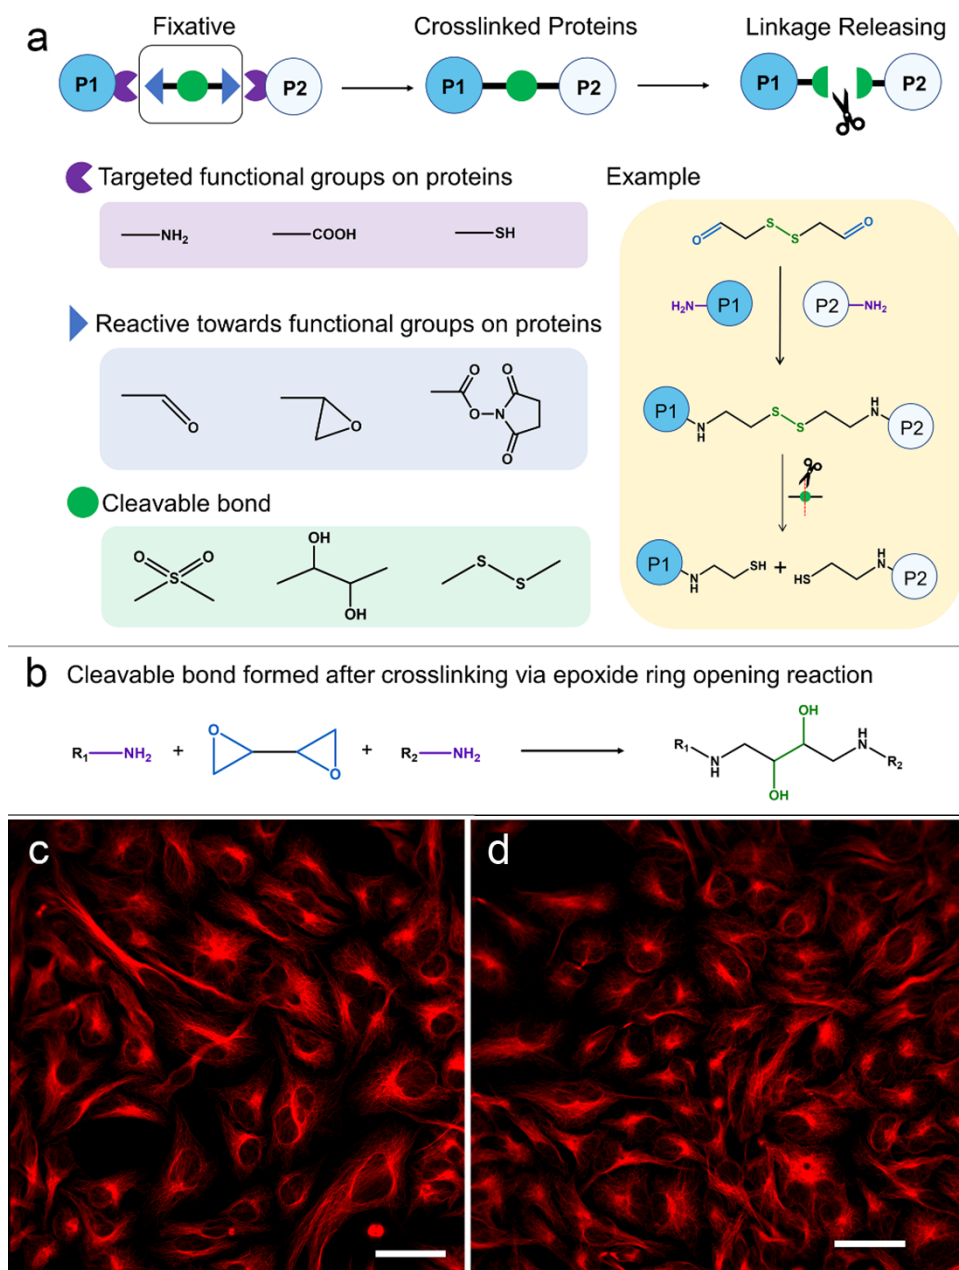 a
Fixative
Crosslinked Proteins
Linkage Releasing
P1
P2
P1
P2
P1
P2
Targeted functional groups on proteins
NH2
COOH
SH
Reactive towards functional groups on proteins
O
O
O
O
N
O
O
Cleavable bond
O
O
S
OH
OH
S
S
Example
O
S
S
O
H2N
P1
P2
NH2
P1
N
H
S
S
H
N
P2
P1
N
H
SH
+
HS
H
N
P2
b
Cleavable bond formed after crosslinking via epoxide ring opening reaction
R1
NH2
+
O
O
+
R2
NH2
R1
N
H
OH
OH
H
N
R2
c
d